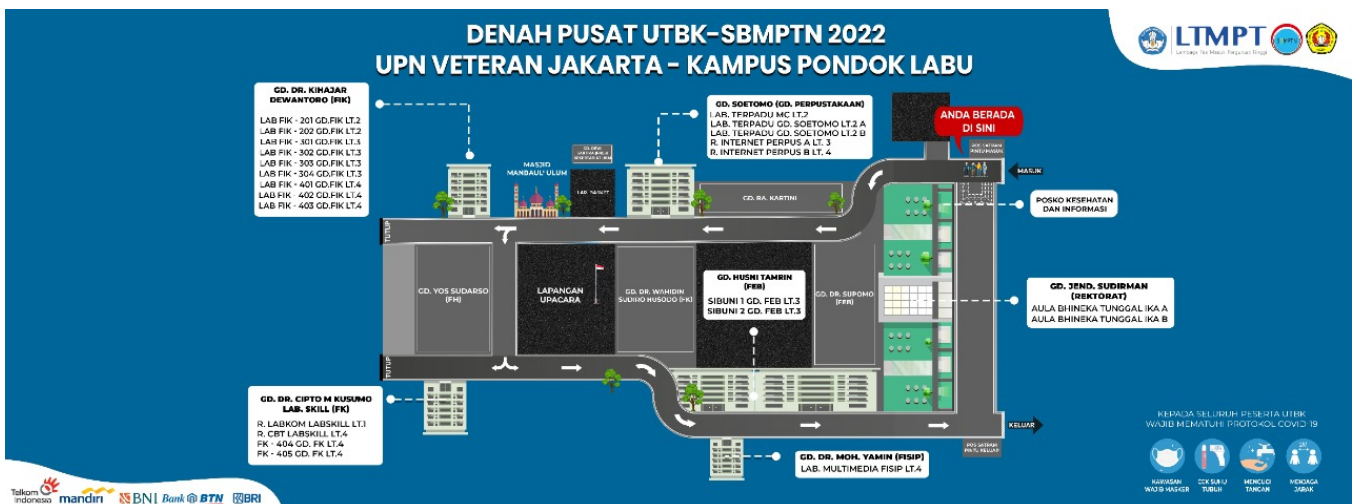 DENAH PUSAT UTBK-SBMPTN 2022
UPN VETERAN JAKARTA - KAMPUS PONDOK LABU
LTMPT
GD. DR. KIHAJAR
DEWANTORO (FIK)
LAB FIK - 201 GD.FIK LT.2
LAB FIK - 202 GD.FIK LT.2
LAB FIK - 301 GD.FIK LT.3
LAB FIK - 302 GD.FIK LT.3
LAB FIK - 303 GD.FIK LT.3
LAB FIK - 304 GD.FIK LT.3
LAB FIK - 401 GD.FIK LT.4
LAB FIK - 402 GD.FIK LT.4
LAB FIK - 403 GD.FIK LT.4
MASJID
MANBAUL' ULUM
GD. SOETOMO (GD. PERPUSTAKAAN)
LAB. TERPADU MC LT.2
LAB. TERPADU GD. SOETOMO LT.2 A
LAB. TERPADU GD. SOETOMO LT.2 B
R. INTERNET PERPUS A LT. 3
R. INTERNET PERPUS B LT. 4
ANDA BERADA
DI SINI
MASUK
GD. RA. KARTINI
POSKO KESEHATAN
DAN INFORMASI
TUTUP
GD. YOS SUDARSO
(FH)
LAPANGAN
UPACARA
GD. DR. WAHIDIN
SUDIRO HUSODO (FK)
GD. HUSNI TAMRIN
(FEB)
SIBUNI 1 GD. FEB LT.3
SIBUNI 2 GD. FEB LT.3
GD. DR. SUPOMO
(FEB)
GD. JEND. SUDIRMAN
(REKTORAT)
AULA BHINEKA TUNGGAL IKA A
AULA BHINEKA TUNGGAL IKA B
TUTUP
GD. DR. CIPTO M KUSUMO
LAB. SKILL (FK)
R. LABKOM LABSKILL LT.1
R. CBT LABSKILL LT.4
FK - 404 GD. FK LT.4
FK - 405 GD. FK LT.4
KELUAR
GD. DR. MOH. YAMIN (FISIP)
LAB. MULTIMEDIA FISIP LT.4
KEPADA SELURUH PESERTA UTBK
WAJIB MEMATUHI PROTOKOL COVID-19
KAWASAN
WAJIB MASKER
CEK SUHU
TUBUH
MENCUCI
TANGAN
MENJAGA
JARAK
Telkom
Indonesia
mandiri
BNI
Bank BTN
BRI